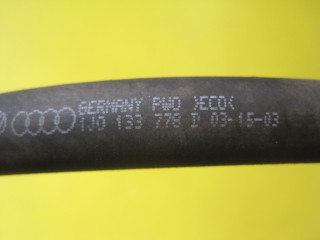 GERMANY PWO >ECO<
1J0 133 778 D 03-15-03